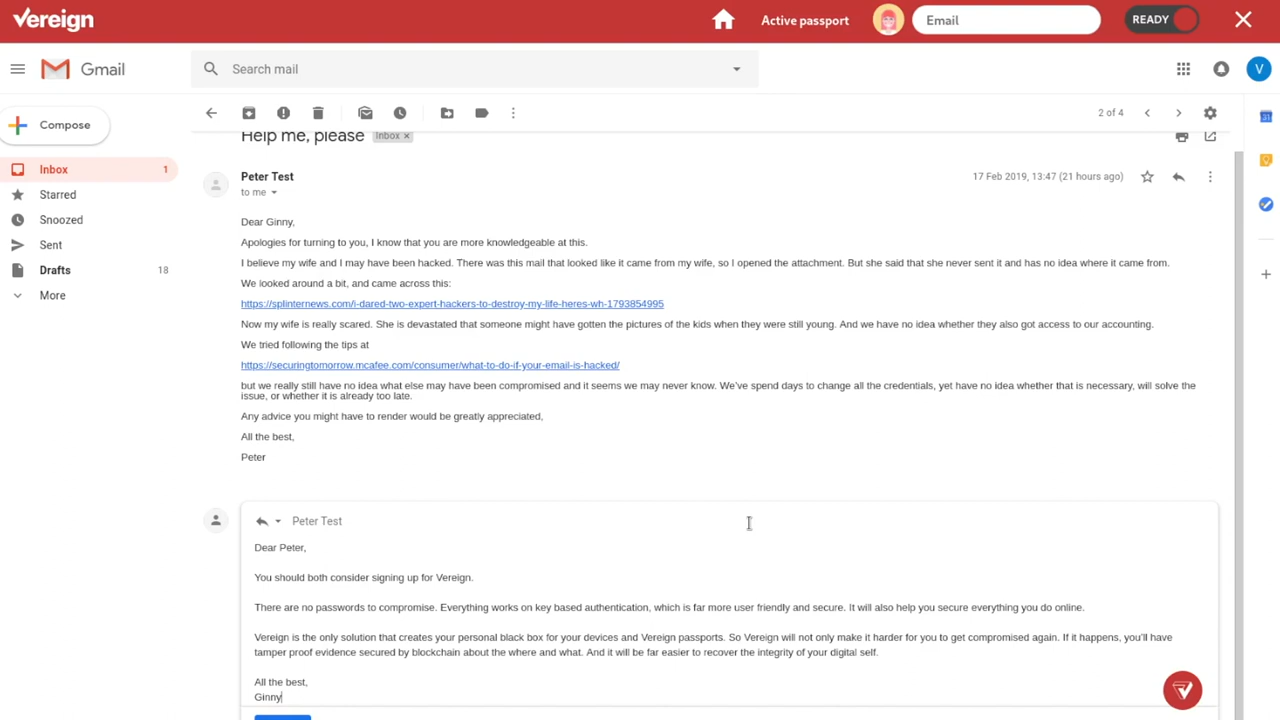 Vereign
Active passport
Email
READY
Gmail
Search mail
Compose
2 of 4
Help me, please Inbox ×
Inbox 1
Starred
Snoozed
Sent
Drafts 18
More
Peter Test
17 Feb 2019, 13:47 (21 hours ago)
to me
Dear Ginny,
Apologies for turning to you, I know that you are more knowledgeable at this.
I believe my wife and I may have been hacked. There was this mail that looked like it came from my wife, so I opened the attachment. But she said that she never sent it and has no idea where it came from.
We looked around a bit, and came across this:
https://splinternews.com/i-dared-two-expert-hackers-to-destroy-my-life-heres-wh-1793854995
Now my wife is really scared. She is devastated that someone might have gotten the pictures of the kids when they were still young. And we have no idea whether they also got access to our accounting.
We tried following the tips at
https://securingtomorrow.mcafee.com/consumer/what-to-do-if-your-email-is-hacked/
but we really still have no idea what else may have been compromised and it seems we may never know. We've spend days to change all the credentials, yet have no idea whether that is necessary, will solve the
issue, or whether it is already too late.
Any advice you might have to render would be greatly appreciated,
All the best,
Peter
Peter Test
Dear Peter,
You should both consider signing up for Vereign.
There are no passwords to compromise. Everything works on key based authentication, which is far more user friendly and secure. It will also help you secure everything you do online.
Vereign is the only solution that creates your personal black box for your devices and Vereign passports. So Vereign will not only make it harder for you to get compromised again. If it happens, you'll have
tamper proof evidence secured by blockchain about the where and what. And it will be far easier to recover the integrity of your digital self.
All the best,
Ginny
V
31